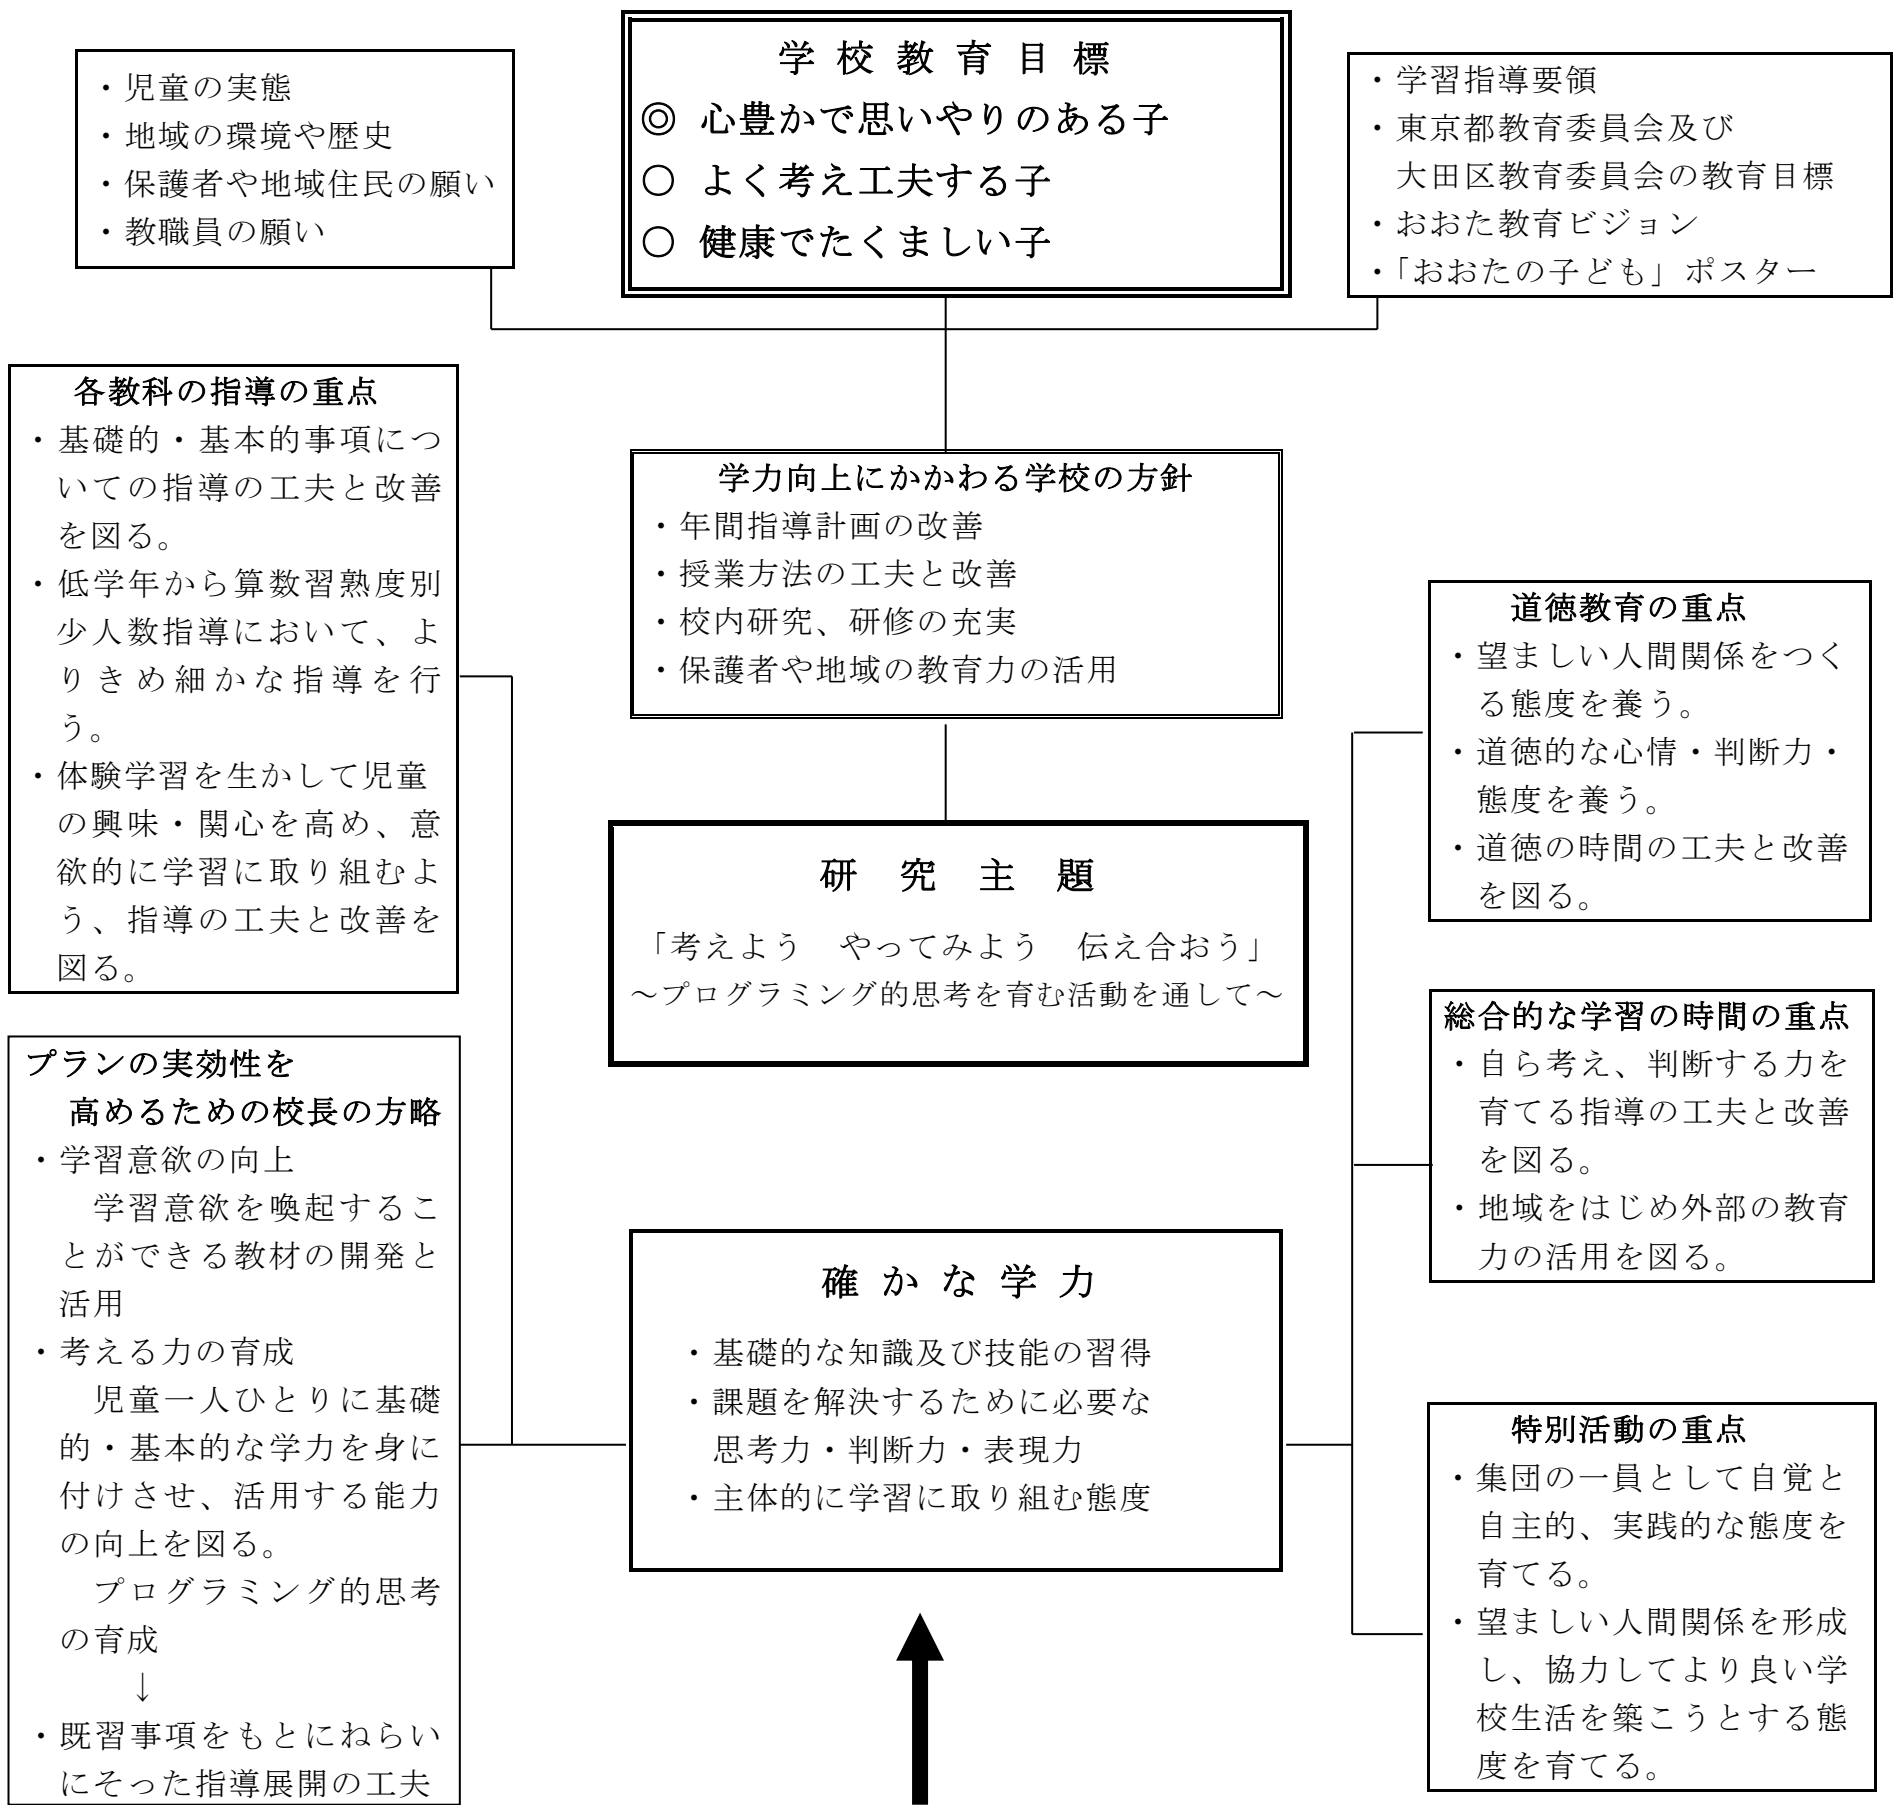 学校教育目標
◎ 心豊かで思いやりのある子
○ よく考え工夫する子
○ 健康でたくましい子
・児童の実態
・地域の環境や歴史
・保護者や地域住民の願い
・教職員の願い
・学習指導要領
・東京都教育委員会及び
大田区教育委員会の教育目標
・おおた教育ビジョン
・「おおたの子ども」ポスター
各教科の指導の重点
・基礎的・基本的事項につ
いての指導の工夫と改善
を図る。
・低学年から算数習熟度別
少人数指導において、よ
りきめ細かな指導を行
う。
・体験学習を生かして児童
の興味・関心を高め、意
欲的に学習に取り組むよ
う、指導の工夫と改善を
図る。
学力向上にかかわる学校の方針
・年間指導計画の改善
・授業方法の工夫と改善
・校内研究、研修の充実
・保護者や地域の教育力の活用
道徳教育の重点
・望ましい人間関係をつく
る態度を養う。
・道徳的な心情・判断力・
態度を養う。
・道徳の時間の工夫と改善
を図る。
研究主題
「考えよう　やってみよう　伝え合おう」
～プログラミング的思考を育む活動を通して～
総合的な学習の時間の重点
・自ら考え、判断する力を
育てる指導の工夫と改善
を図る。
・地域をはじめ外部の教育
力の活用を図る。
プランの実効性を
高めるための校長の方略
・学習意欲の向上
学習意欲を喚起するこ
とができる教材の開発と
活用
・考える力の育成
児童一人ひとりに基礎
的・基本的な学力を身に
付けさせ、活用する能力
の向上を図る。
プログラミング的思考
の育成
↓
・既習事項をもとにねらい
にそった指導展開の工夫
確かな学力
・基礎的な知識及び技能の習得
・課題を解決するために必要な
思考力・判断力・表現力
・主体的に学習に取り組む態度
特別活動の重点
・集団の一員として自覚と
自主的、実践的な態度を
育てる。
・望ましい人間関係を形成
し、協力してより良い学
校生活を築こうとする態
度を育てる。